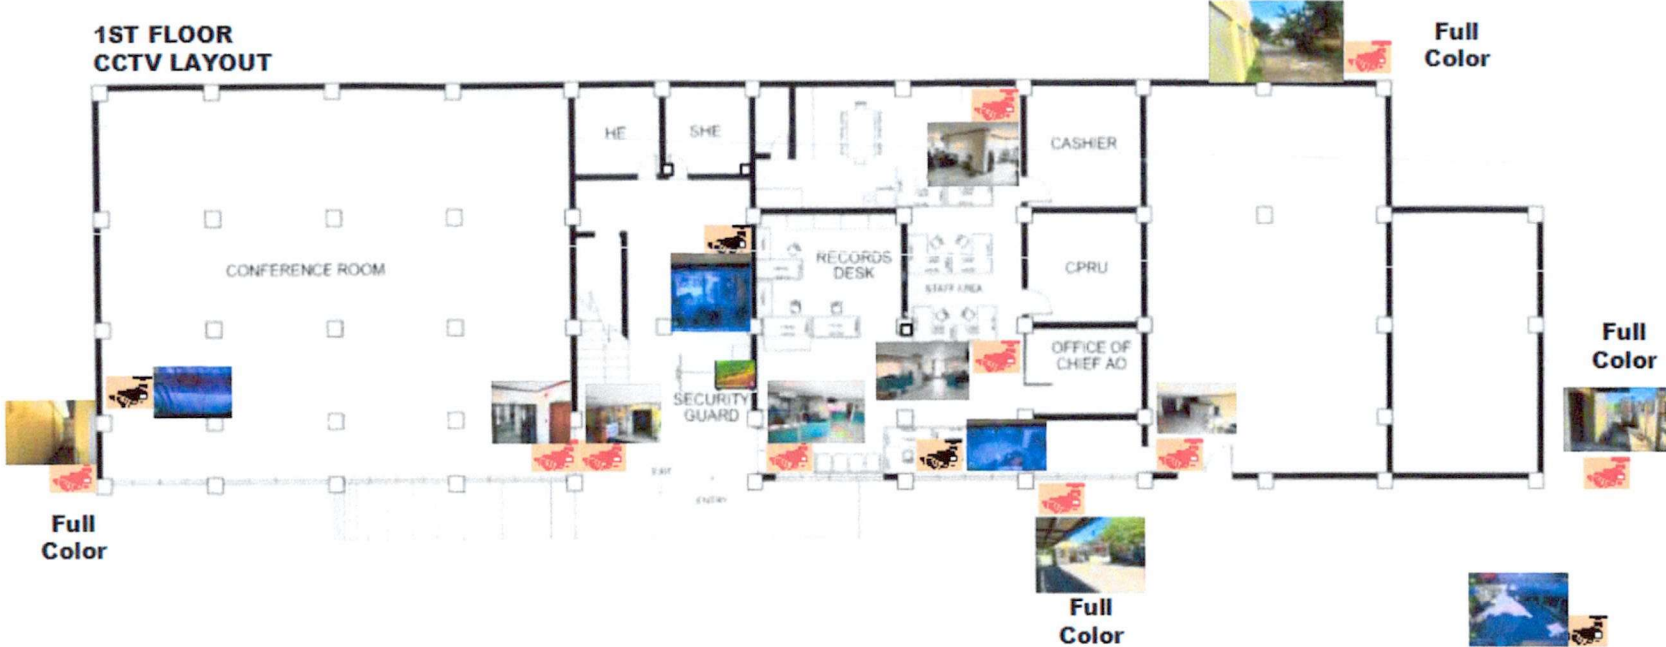 1ST FLOOR
CCTV LAYOUT
Full
Color
HE
SHE
CASHIER
CONFERENCE ROOM
RECORDS
DESK
CPRU
STAFF AREA
OFFICE OF
CHIEF AO
SECURITY
GUARD
Full
Color
ENTRY
Full
Color
Full
Color